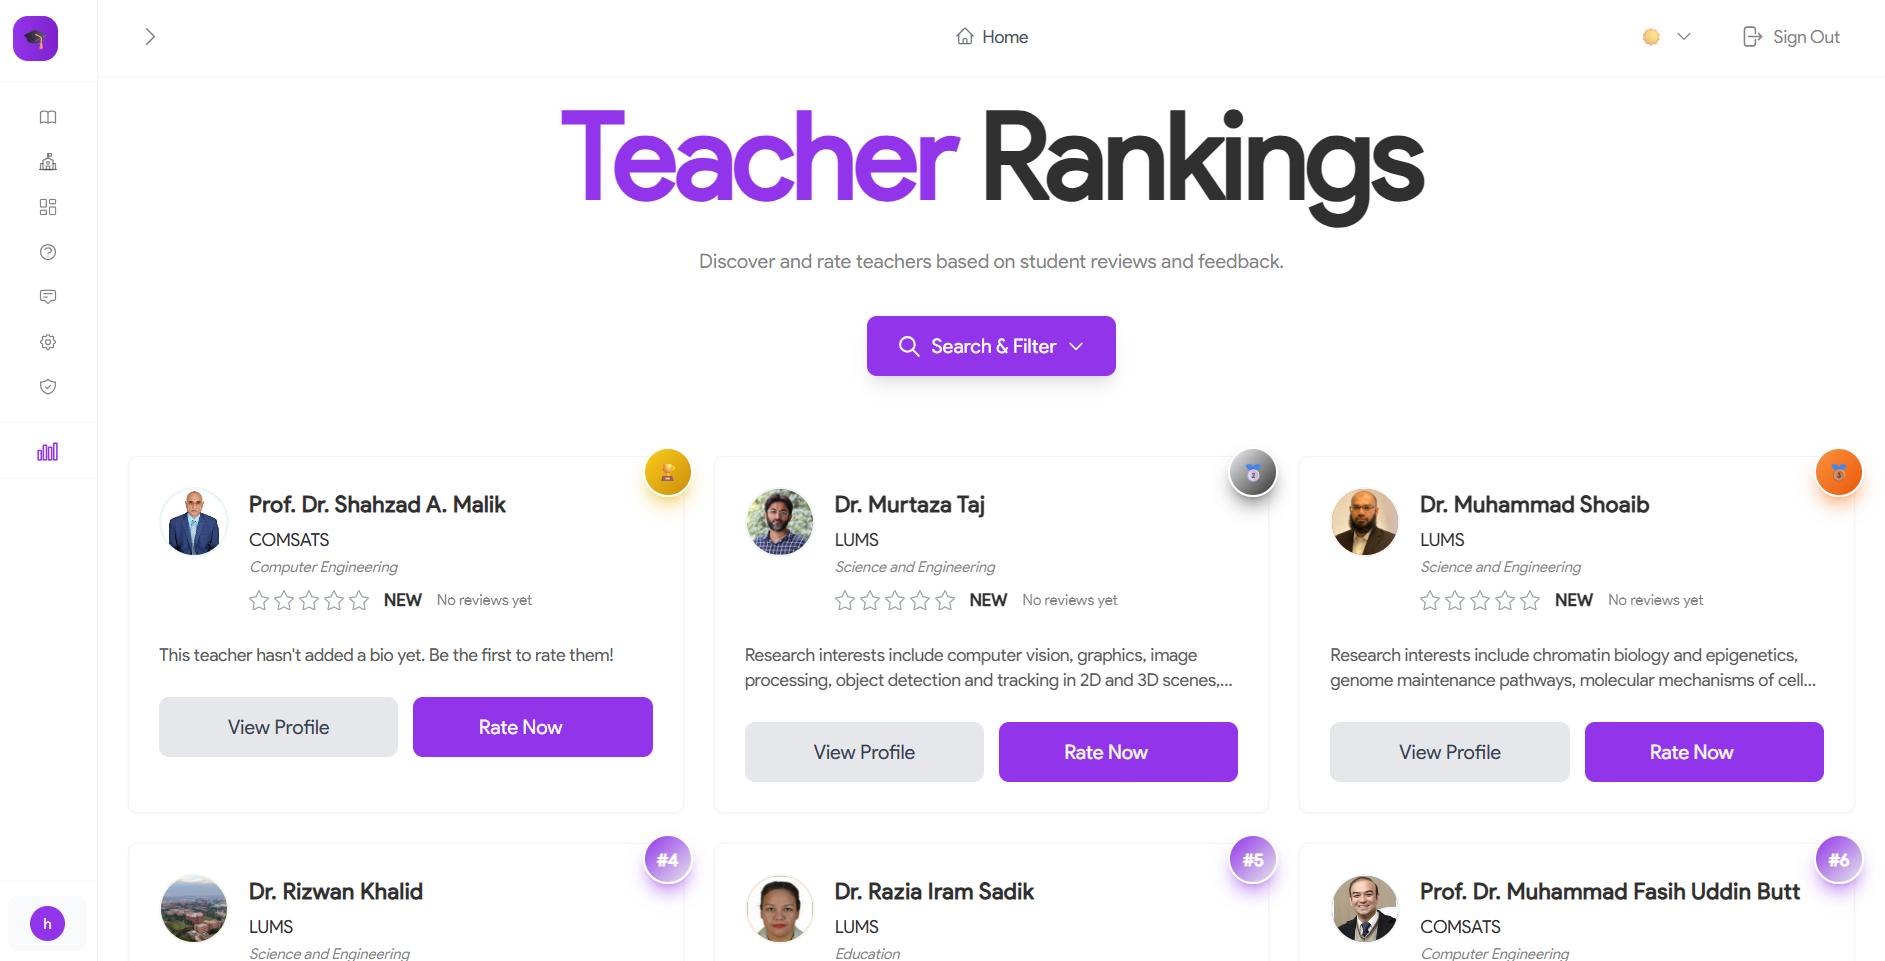 Home
Sign Out
Teacher Rankings
Discover and rate teachers based on student reviews and feedback.
Search & Filter
Prof. Dr. Shahzad A. Malik
COMSATS
Computer Engineering
NEW No reviews yet
This teacher hasn't added a bio yet. Be the first to rate them!
View Profile
Rate Now
2
Dr. Murtaza Taj
LUMS
Science and Engineering
NEW No reviews yet
Research interests include computer vision, graphics, image
processing, object detection and tracking in 2D and 3D scenes,...
View Profile
Rate Now
3
Dr. Muhammad Shoaib
LUMS
Science and Engineering
NEW No reviews yet
Research interests include chromatin biology and epigenetics,
genome maintenance pathways, molecular mechanisms of cell...
View Profile
Rate Now
#4
Dr. Rizwan Khalid
LUMS
Science and Engineering
#5
Dr. Razia Iram Sadik
LUMS
Education
#6
Prof. Dr. Muhammad Fasih Uddin Butt
COMSATS
Computer Engineering
h